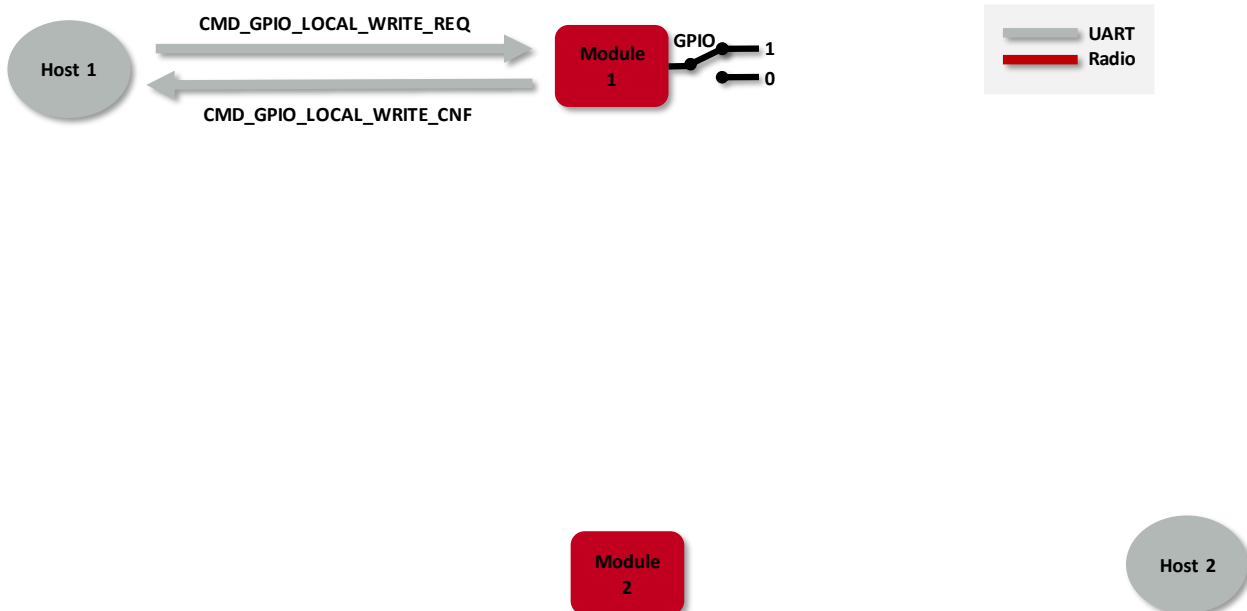 CMD_GPIO_LOCAL_WRITE_REQ
Host 1
CMD_GPIO_LOCAL_WRITE_CNF
Module
1
GPIO
1
0
UART
Radio
Module
2
Host 2